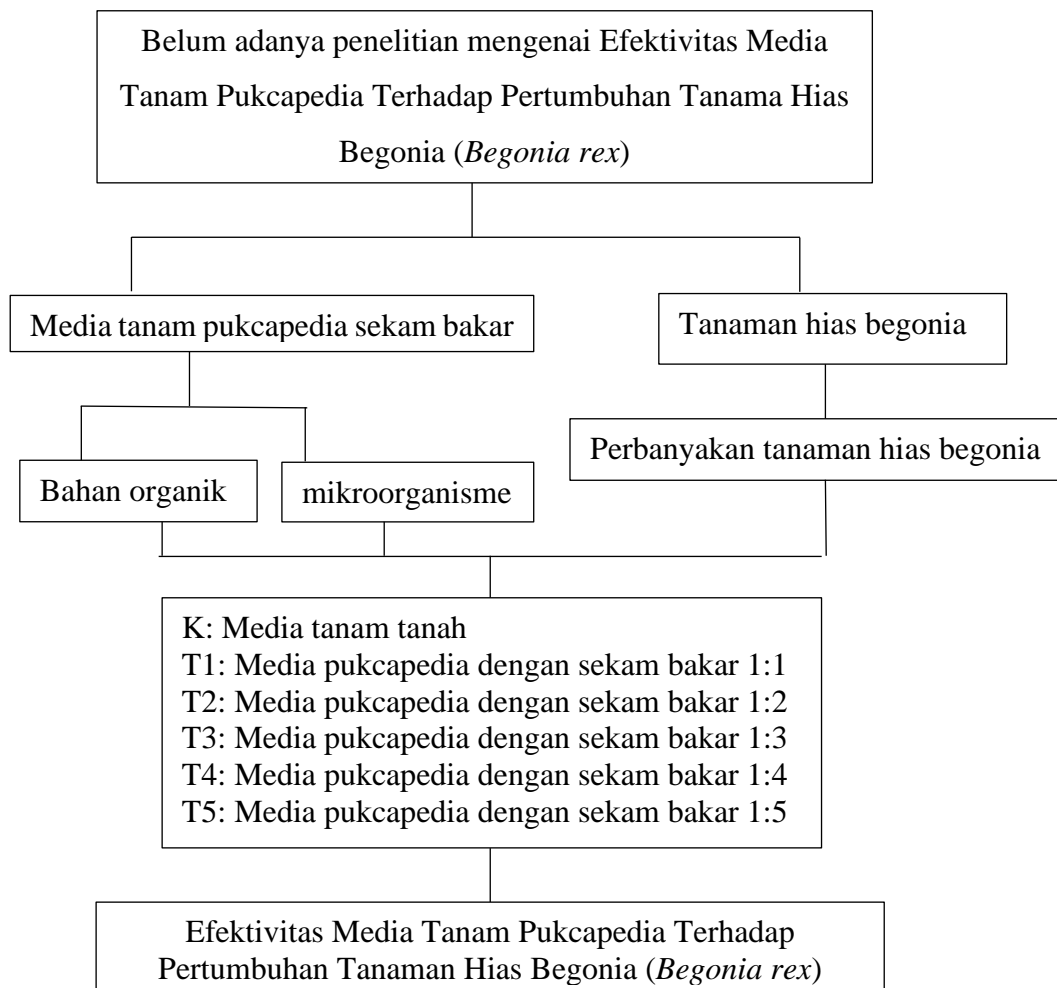 Belum adanya penelitian mengenai Efektivitas Media
Tanam Pukcapedia Terhadap Pertumbuhan Tanama Hias
Begonia (Begonia rex)
Media tanam pukcapedia sekam bakar
Tanaman hias begonia
Bahan organik
mikroorganisme
Perbanyakan tanaman hias begonia
K: Media tanam tanah
T1: Media pukcapedia dengan sekam bakar 1:1
T2: Media pukcapedia dengan sekam bakar 1:2
T3: Media pukcapedia dengan sekam bakar 1:3
T4: Media pukcapedia dengan sekam bakar 1:4
T5: Media pukcapedia dengan sekam bakar 1:5
Efektivitas Media Tanam Pukcapedia Terhadap
Pertumbuhan Tanaman Hias Begonia (Begonia rex)